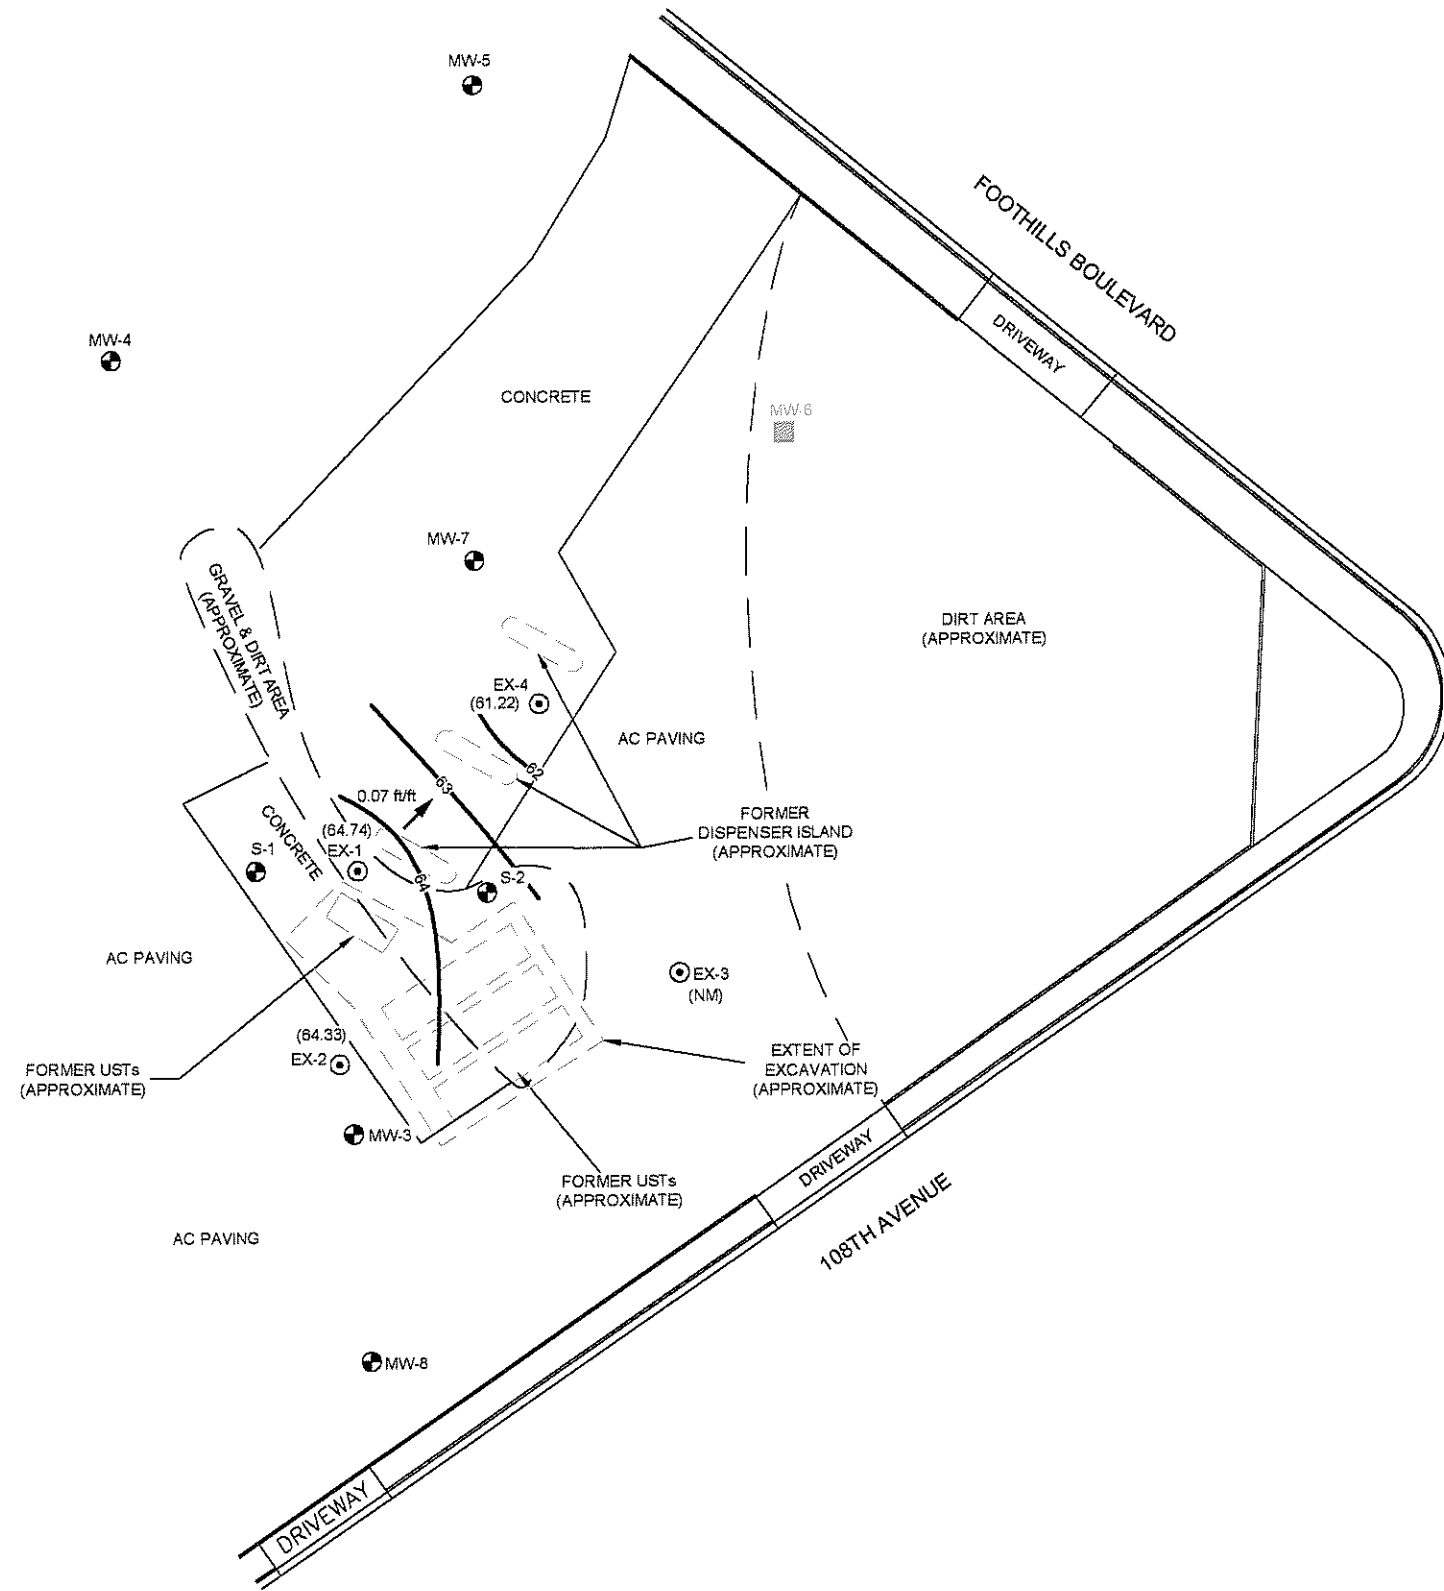 MW-5
FOOTHILLS BOULEVARD
MW-4
DRIVEWAY
CONCRETE
MW-6
MW-7
GRAVEL & DIRT AREA
(APPROXIMATE)
DIRT AREA
(APPROXIMATE)
EX-4
(61.22)
AC PAVING
62
63
0.07 ft/ft
FORMER
DISPENSER ISLAND
(APPROXIMATE)
CONCRETE
(64.74)
EX-1
S-1
64
S-2
AC PAVING
EX-3
(NM)
(64.33)
EX-2
FORMER USTs
(APPROXIMATE)
EXTENT OF
EXCAVATION
(APPROXIMATE)
MW-3
DRIVEWAY
FORMER USTs
(APPROXIMATE)
108TH AVENUE
AC PAVING
MW-8
DRIVEWAY